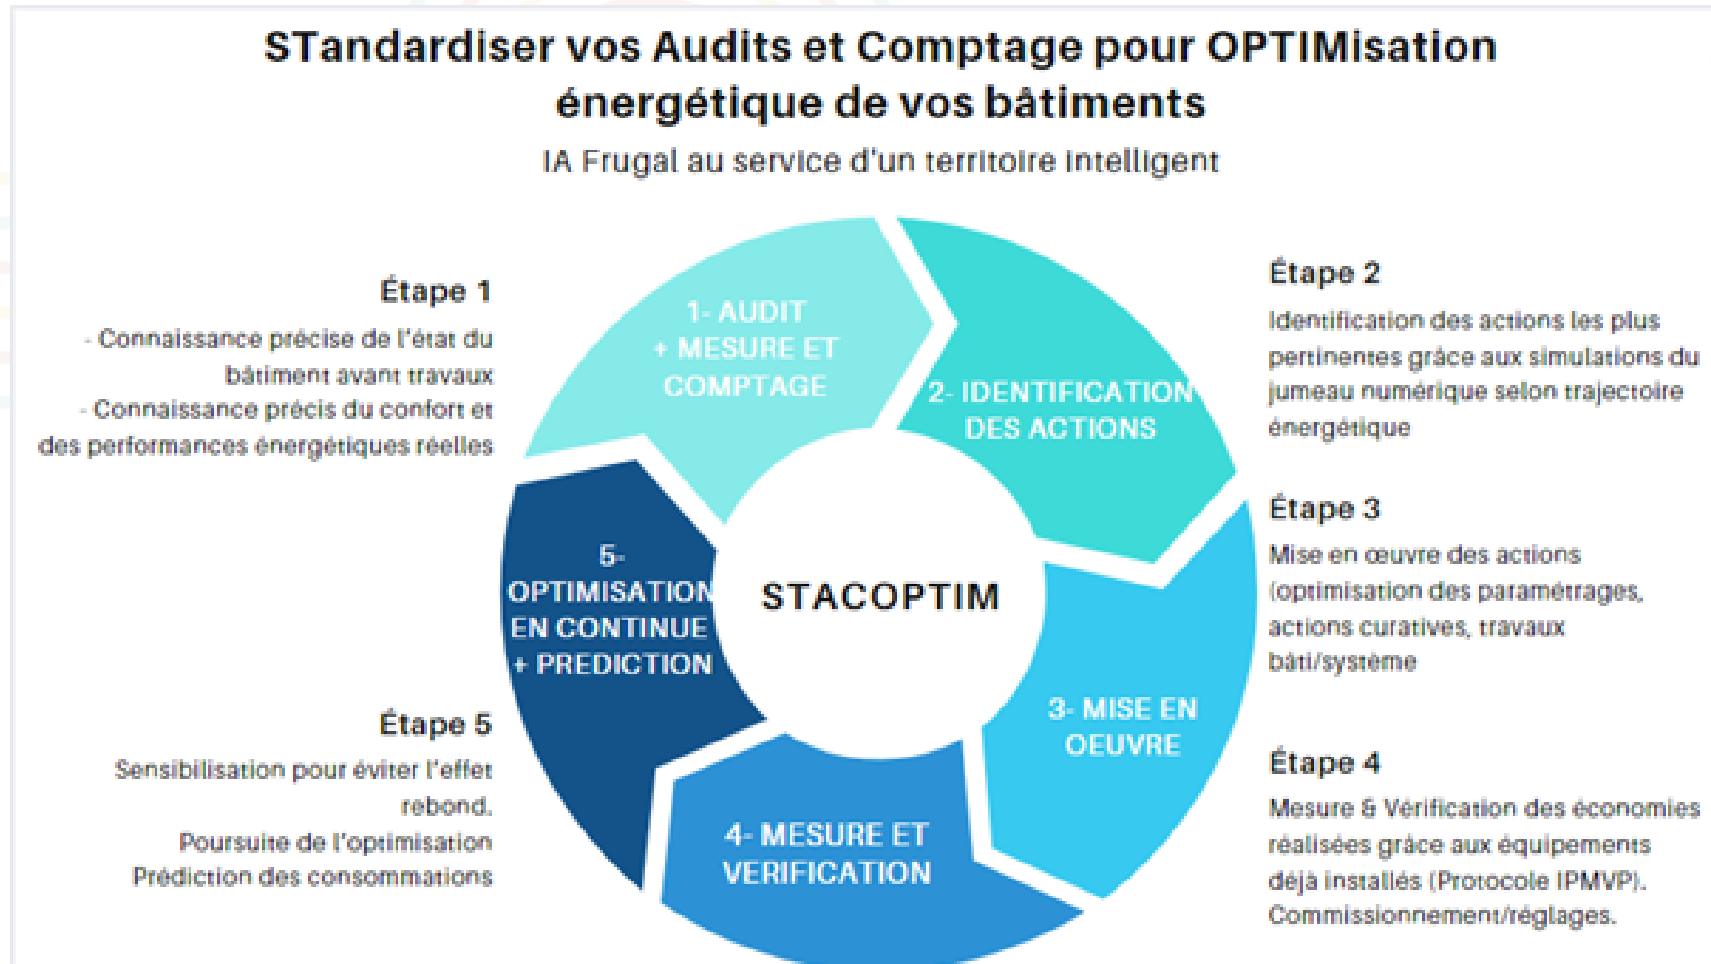 STandardiser vos Audits et Comptage pour OPTIMisation
énergétique de vos bâtiments
IA Frugal au service d'un territoire intelligent
Étape 1
- Connaissance précise de l'état du
bâtiment avant travaux
- Connaissance précis du confort et
des performances énergétiques réelles
1- AUDIT
+ MESURE ET
COMPTAGE
2- IDENTIFICATION
DES ACTIONS
Étape 2
Identification des actions les plus
pertinentes grâce aux simulations du
jumeau numérique selon trajectoire
énergétique
Étape 3
Mise en œuvre des actions
(optimisation des paramétrages,
actions curatives, travaux
bâti/système
5-
OPTIMISATION
EN CONTINUE
+ PREDICTION
STACOPTIM
3- MISE EN
OEUVRE
Étape 5
Sensibilisation pour éviter l'effet
rebond.
Poursuite de l'optimisation
Prédiction des consommations
4- MESURE ET
VERIFICATION
Étape 4
Mesure & Vérification des économies
réalisées grâce aux équipements
déjà installés (Protocole IPMVP).
Commissionnement/réglages.